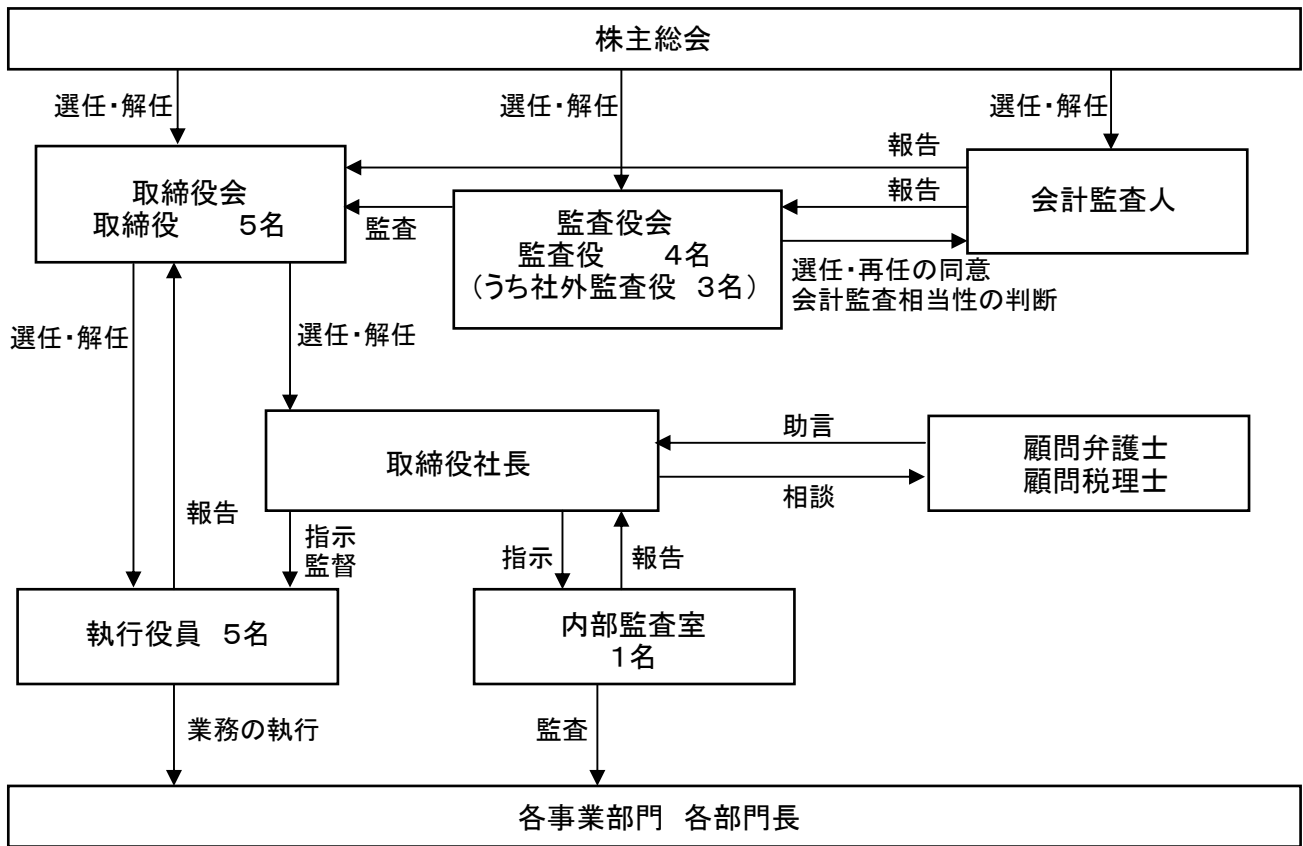 株主総会
選任・解任
選任・解任
選任・解任
報告
取締役会
取締役　　5名
監査
監査役会
監査役　　4名
（うち社外監査役　3名）
報告
会計監査人
選任・再任の同意
会計監査相当性の判断
選任・解任
選任・解任
取締役社長
助言
相談
顧問弁護士
顧問税理士
報告
指示
監督
指示
報告
執行役員　5名
内部監査室
1名
業務の執行
監査
各事業部門　各部門長